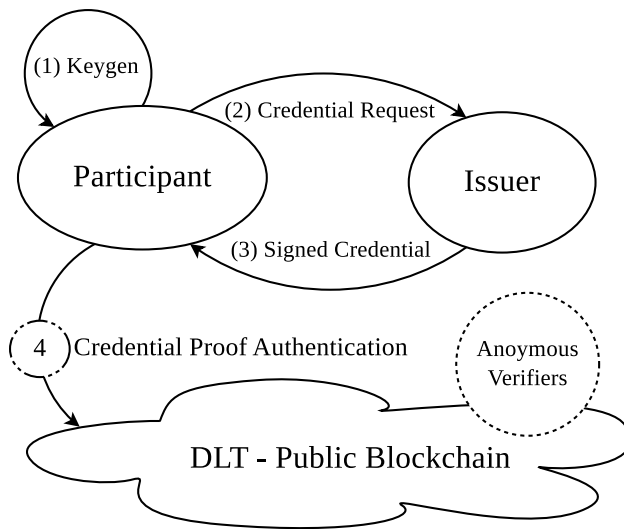 (1) Keygen
(2) Credential Request
Participant
Issuer
(3) Signed Credential
4
Credential Proof Authentication
Anoymous
Verifiers
DLT - Public Blockchain